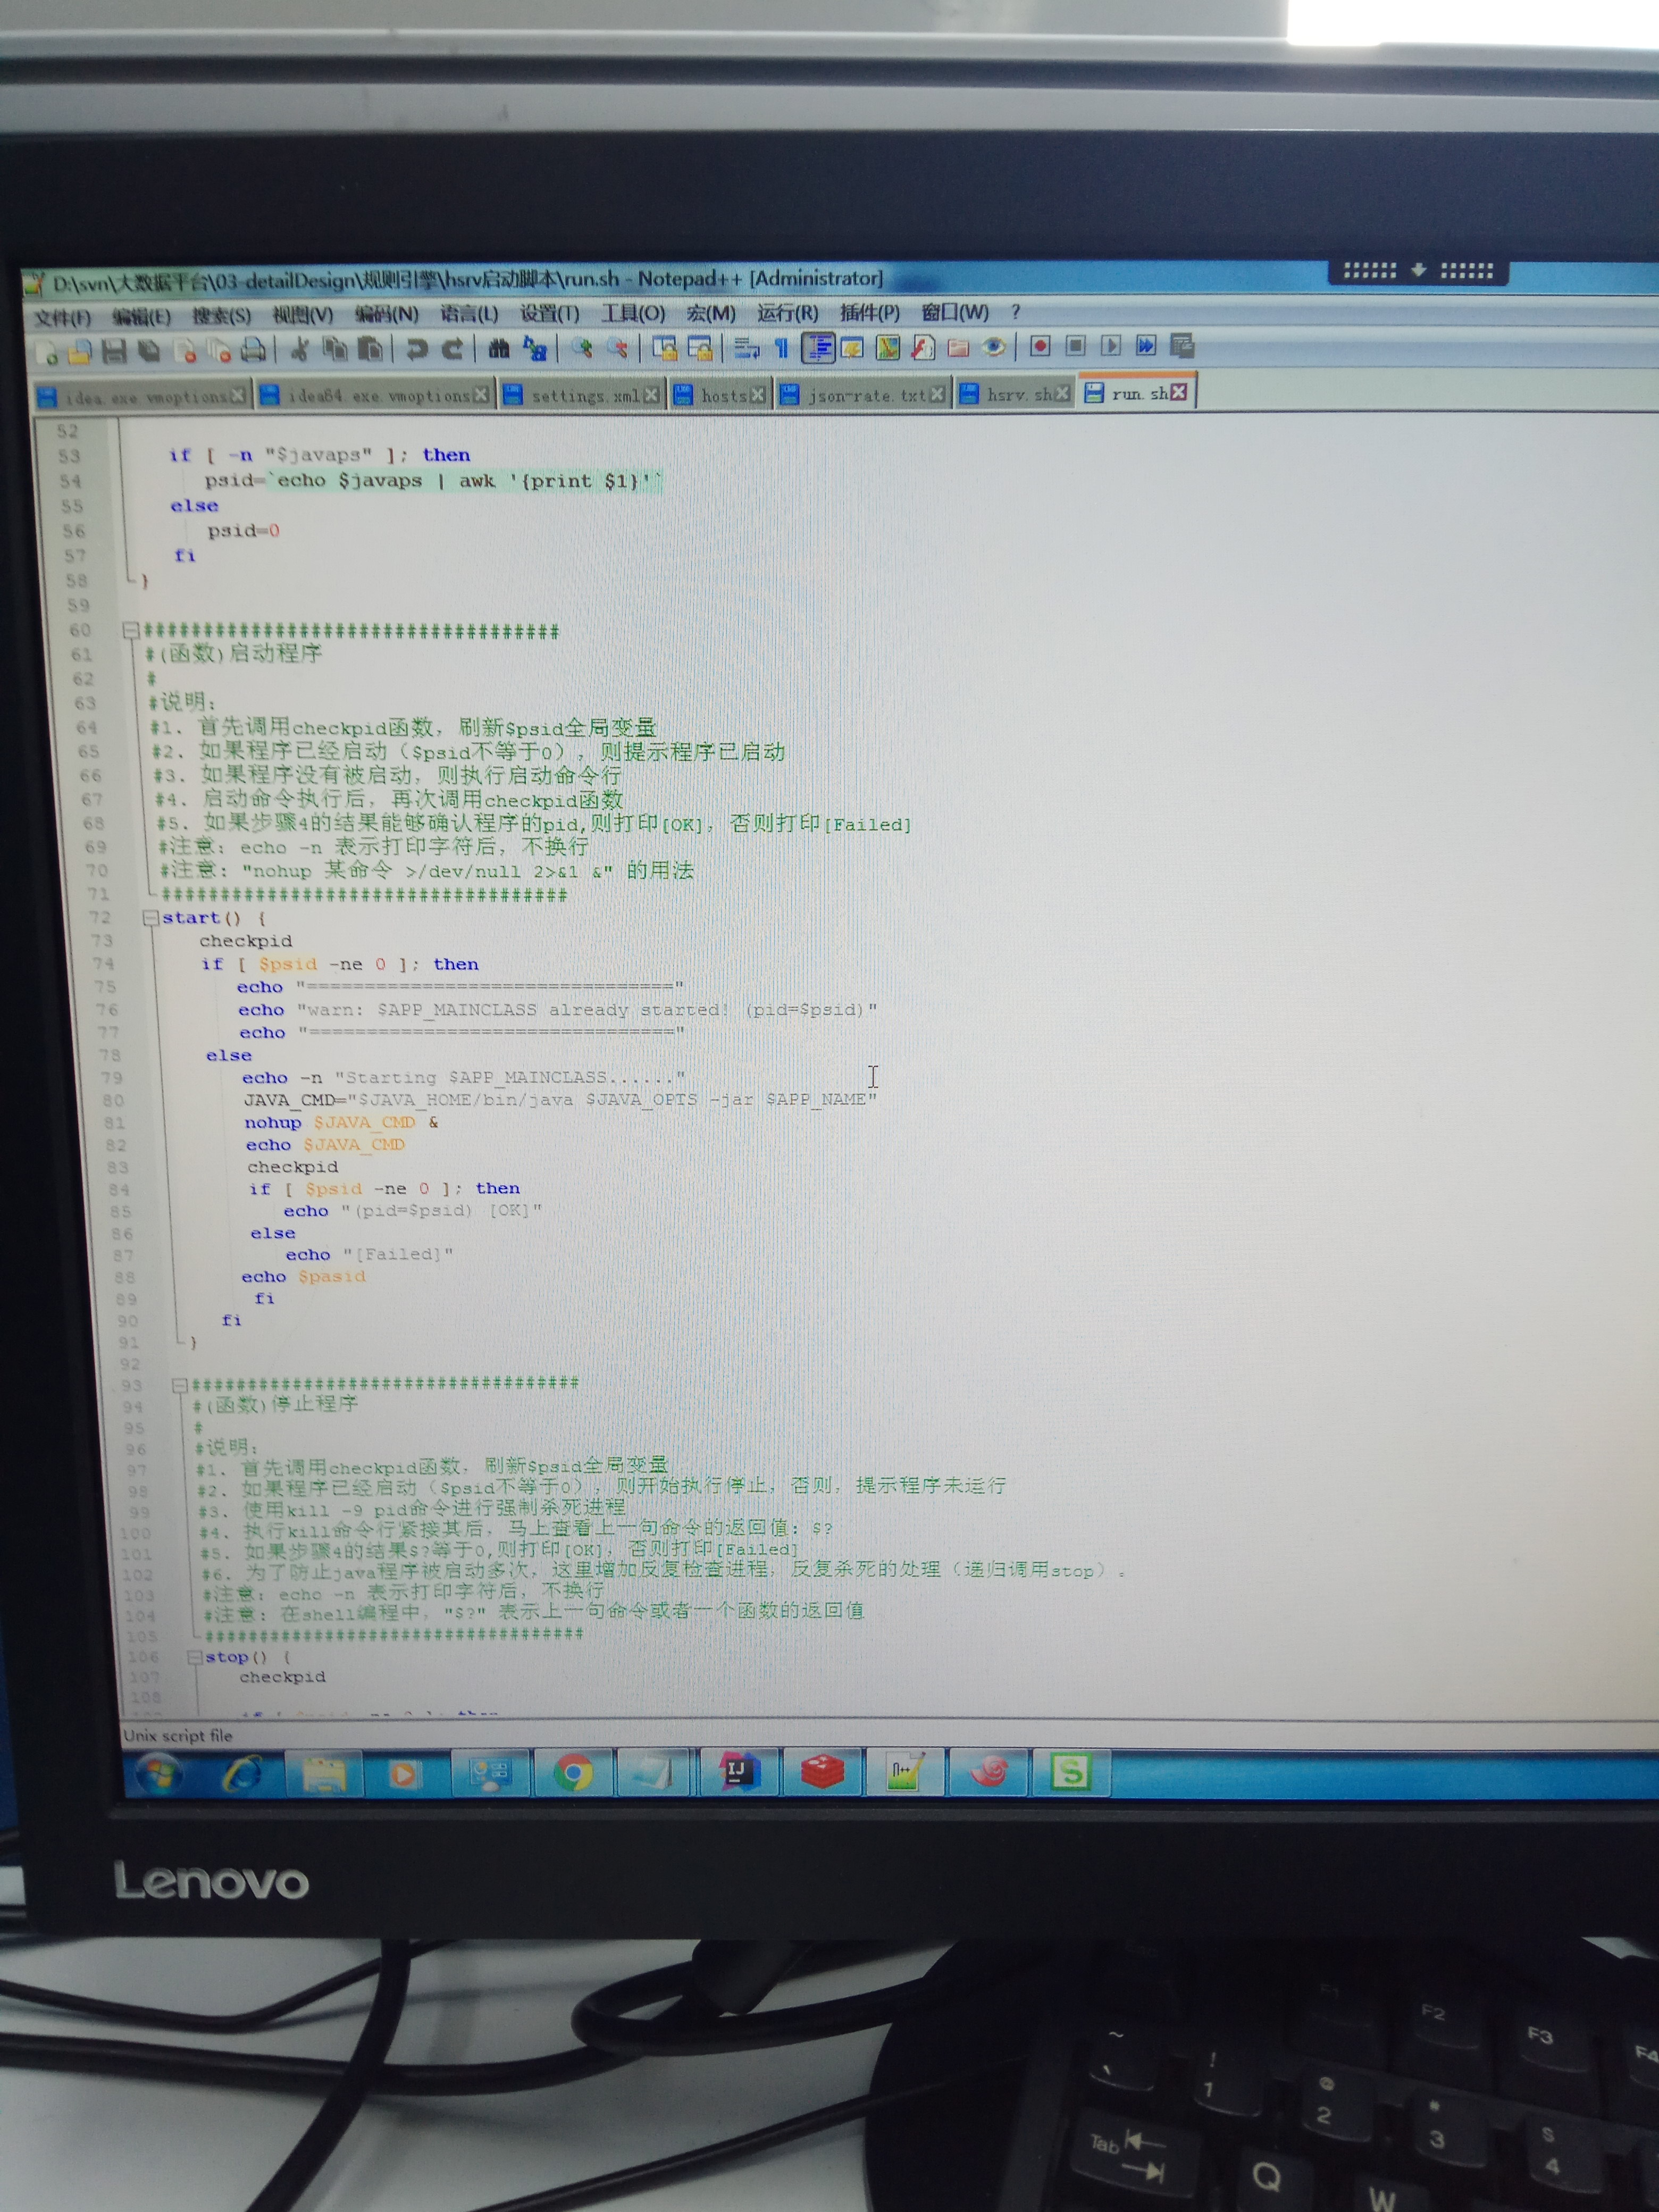 D:\svn\大数据平台\03-detailDesign\规则引擎\hsrv启动脚本\run.sh - Notepad++ [Administrator]
文件(F) 编辑(E) 搜索(S) 视图(V) 编码(N) 语言(L) 设置(T) 工具(O) 宏(M) 运行(R) 插件(P) 窗口(W) ?
idea.exe.vmoptions idea64.exe.vmoptions settings.xml hosts json-rate.txt hsrv.sh run.sh
52
53 if [ -n "$javaps" ]; then
54 psid=`echo $javaps | awk '{print $1}'`
55 else
56 psid=0
57 fi
58 }
59
60 ###################################
61 #(函数)启动程序
62 #
63 #说明:
64 #1. 首先调用checkpid函数，刷新$psid全局变量
65 #2. 如果程序已经启动（$psid不等于0），则提示程序已启动
66 #3. 如果程序没有被启动，则执行启动命令行
67 #4. 启动命令执行后，再次调用checkpid函数
68 #5. 如果步骤4的结果能够确认程序的pid,则打印[OK]，否则打印[Failed]
69 #注意：echo -n 表示打印字符后，不换行
70 #注意: "nohup 某命令 >/dev/null 2>&1 &" 的用法
71 ###################################
72 start() {
73 checkpid
74 if [ $psid -ne 0 ]; then
75 echo "================================"
76 echo "warn: $APP_MAINCLASS already started! (pid=$psid)"
77 echo "================================"
78 else
79 echo -n "Starting $APP_MAINCLASS......"
80 JAVA_CMD="$JAVA_HOME/bin/java $JAVA_OPTS -jar $APP_NAME"
81 nohup $JAVA_CMD &
82 echo $JAVA_CMD
83 checkpid
84 if [ $psid -ne 0 ]; then
85 echo "(pid=$psid) [OK]"
86 else
87 echo "[Failed]"
88 echo $pasid
89 fi
90 fi
91 }
92
93 ###################################
94 #(函数)停止程序
95 #
96 #说明:
97 #1. 首先调用checkpid函数，刷新$psid全局变量
98 #2. 如果程序已经启动（$psid不等于0），则开始执行停止，否则，提示程序未运行
99 #3. 使用kill -9 pid命令进行强制杀死进程
100 #4. 执行kill命令行紧接其后，马上查看上一句命令的返回值: $?
101 #5. 如果步骤4的结果$?等于0,则打印[OK]，否则打印[Failed]
102 #6. 为了防止java程序被启动多次，这里增加反复检查进程，反复杀死的处理（递归调用stop）。
103 #注意：echo -n 表示打印字符后，不换行
104 #注意: 在shell编程中，"$?" 表示上一句命令或者一个函数的返回值
105 ###################################
106 stop() {
107 checkpid
108
Unix script file
Lenovo
F1 F2 F3 F4
~ ! 1 @ 2 # 3 $ 4
Tab Q W